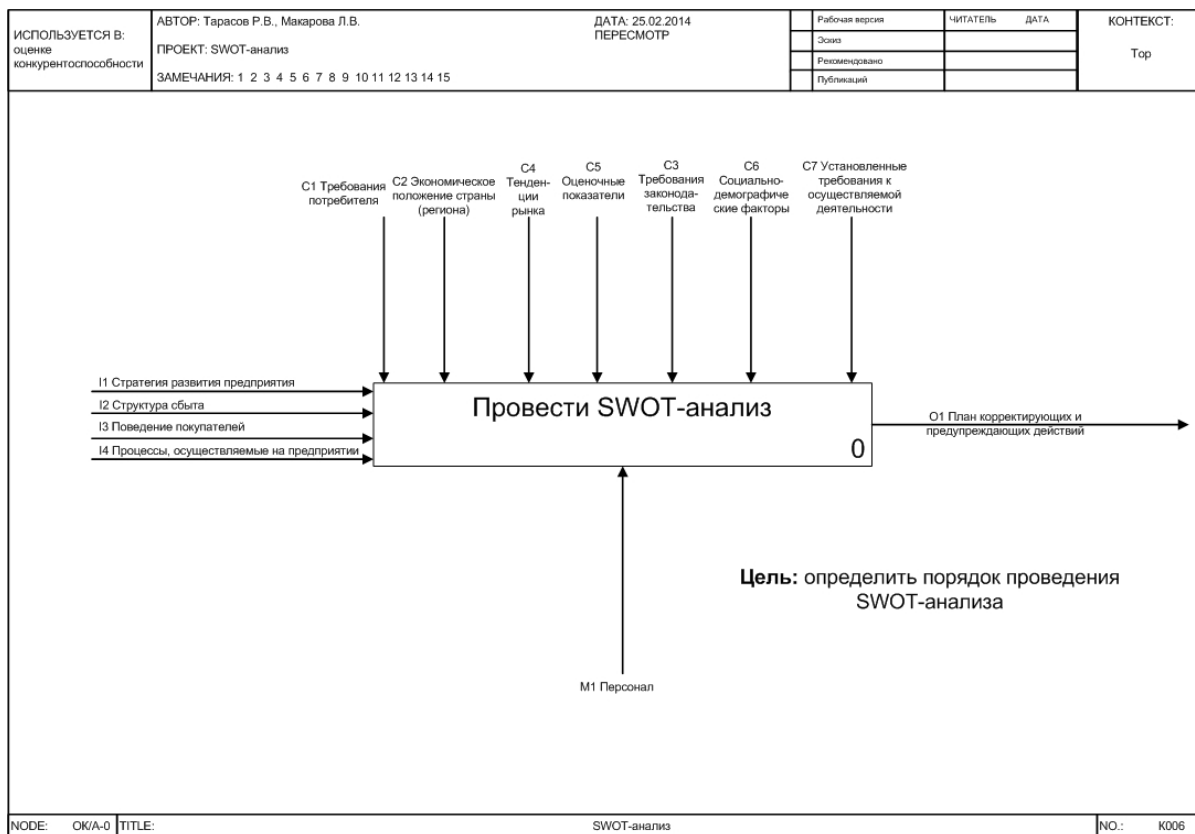 ИСПОЛЬЗУЕТСЯ В:
оценке
конкурентоспособности
АВТОР: Тарасов Р.В., Макарова Л.В.
ПРОЕКТ: SWOT-анализ
ЗАМЕЧАНИЯ: 1 2 3 4 5 6 7 8 9 10 11 12 13 14 15
ДАТА: 25.02.2014
ПЕРЕСМОТР
Рабочая версия
Эскиз
Рекомендовано
Публикаций
ЧИТАТЕЛЬ ДАТА
КОНТЕКСТ:
Top
C1 Требования
потребителя
C2 Экономическое
положение страны
(региона)
C4
Тенден-
ции
рынка
C5
Оценочные
показатели
C3
Требования
законода-
тельства
C6
Социально-
демографиче
ские факторы
C7 Установленные
требования к
осуществляемой
деятельности
I1 Стратегия развития предприятия
I2 Структура сбыта
I3 Поведение покупателей
I4 Процессы, осуществляемые на предприятии
Провести SWOT-анализ
0
O1 План корректирующих и
предупреждающих действий
M1 Персонал
Цель: определить порядок проведения
SWOT-анализа
NODE: ОК/А-0
TITLE:
SWOT-анализ
NO.: К006